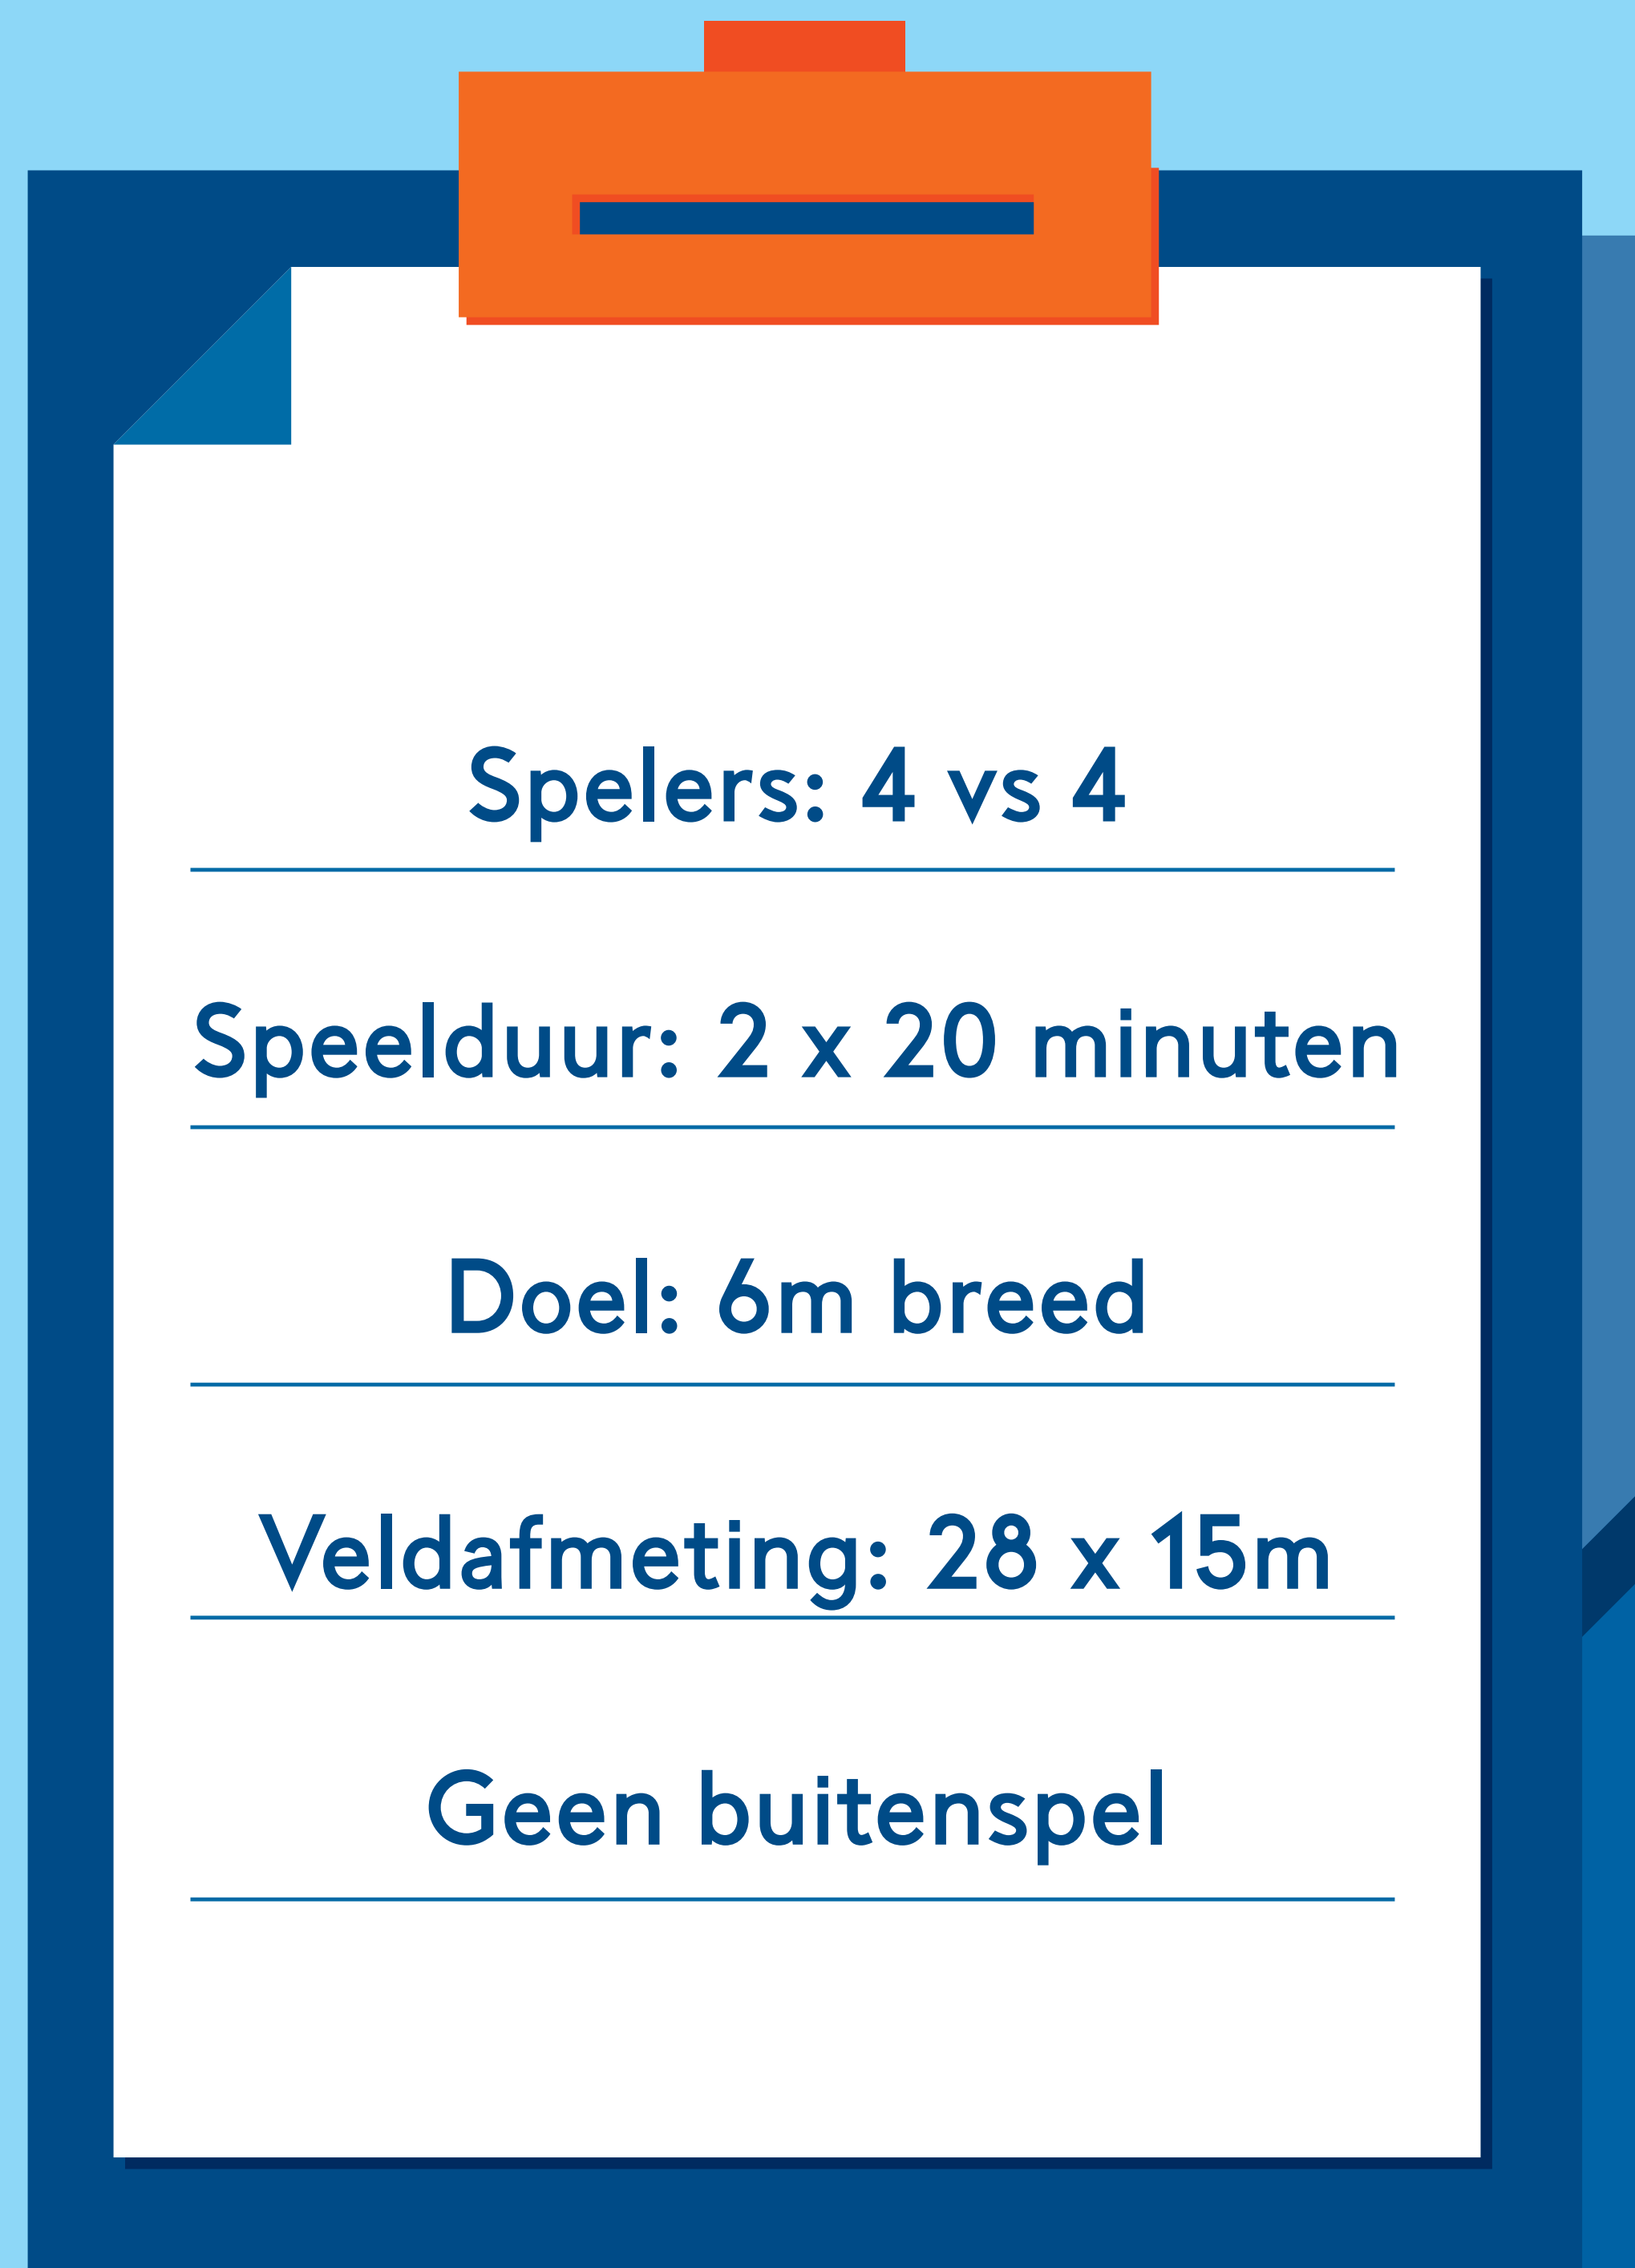 Spelers: 4 vs 4
Speelduur: 2 x 20 minuten
Doel: 6m breed
Veldafmeting: 28 x 15m
Geen buitenspel